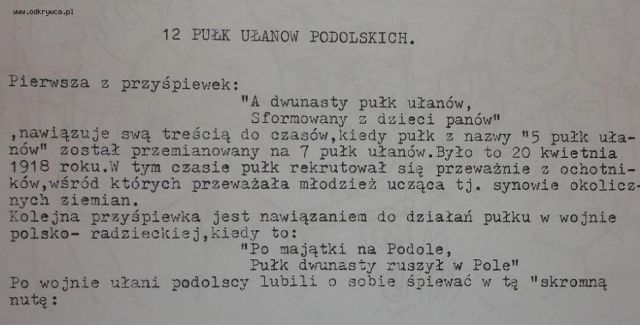 www.odkrywca.pl
12 PUŁK UŁANOW PODOLSKICH.
Pierwsza z przyśpiewek:
"A dwunasty pułk ułanów,
Sformowany z dzieci panów"
,nawiązuje swą treścią do czasów,kiedy pułk z nazwy "5 pułk uła-
nów" został przemianowany na 7 pułk ułanów.Było to 20 kwietnia
1918 roku.W tym czasie pułk rekrutował się przeważnie z ochotni-
ków,wśród których przeważała młodzież ucząca tj. synowie okolicz-
nych ziemian.
Kolejna przyśpiewka jest nawiązaniem do działań pułku w wojnie
polsko- radzieckiej,kiedy to:
"Po majątki na Podole,
Pułk dwunasty ruszył w Pole"
Po wojnie ułani podolscy lubili o sobie śpiewać w tę "skromną
nutę: